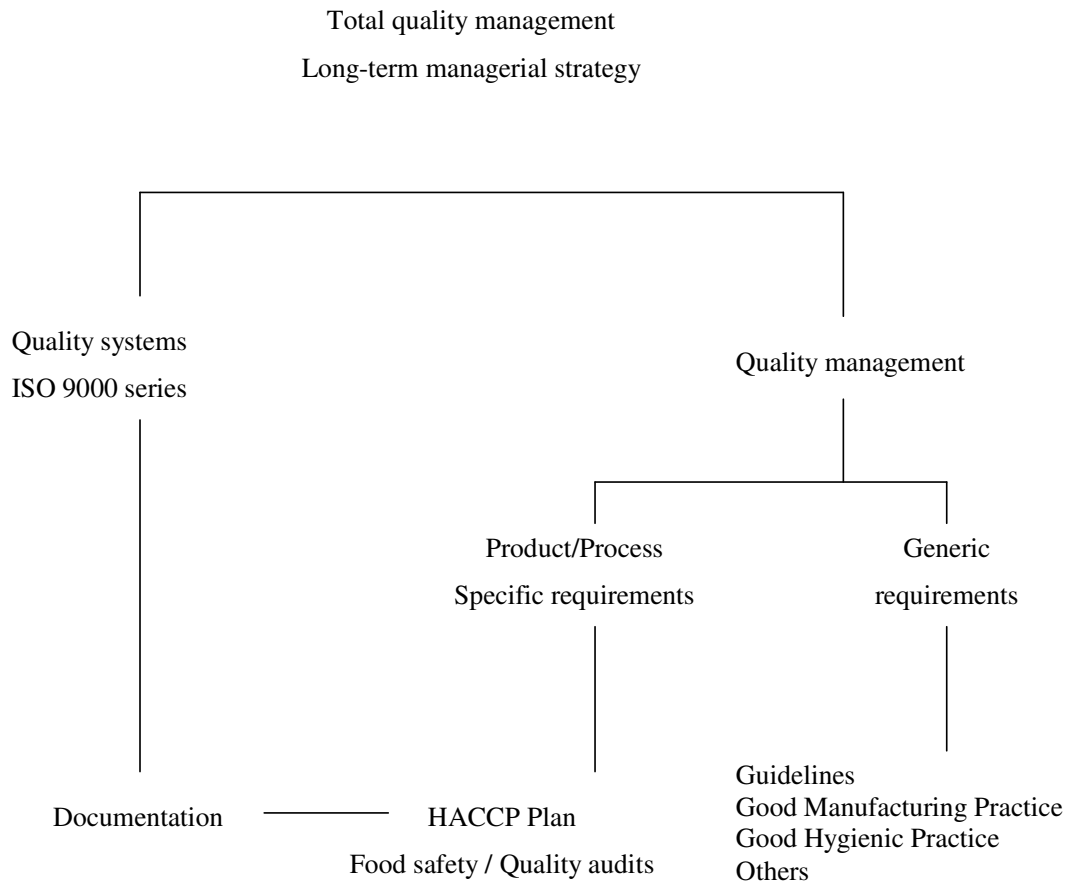 Total quality management
Long-term managerial strategy
Quality systems
ISO 9000 series
Quality management
Product/Process
Specific requirements
Generic
requirements
Documentation
HACCP Plan
Food safety / Quality audits
Guidelines
Good Manufacturing Practice
Good Hygienic Practice
Others